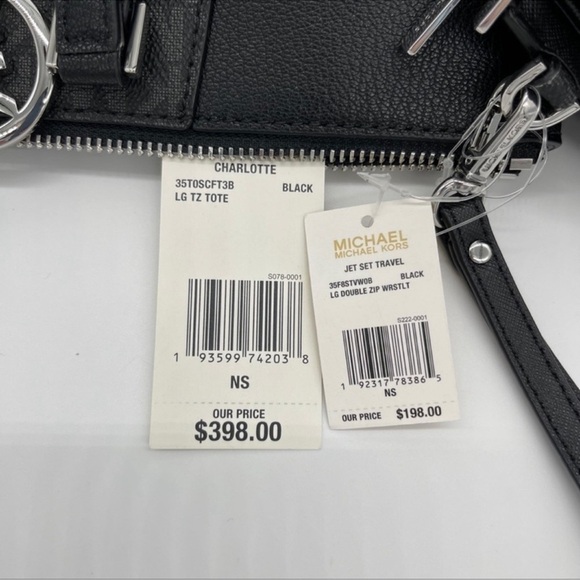 CHARLOTTE
35T0SCFT3B BLACK
LG TZ TOTE
S078-0001
1 93599 74203 8
NS
OUR PRICE
$398.00
MICHAEL
MICHAEL KORS
JET SET TRAVEL
35F8STVW0B BLACK
LG DOUBLE ZIP WRSTLT
S222-0001
1 92317 78386 5
NS
OUR PRICE $198.00